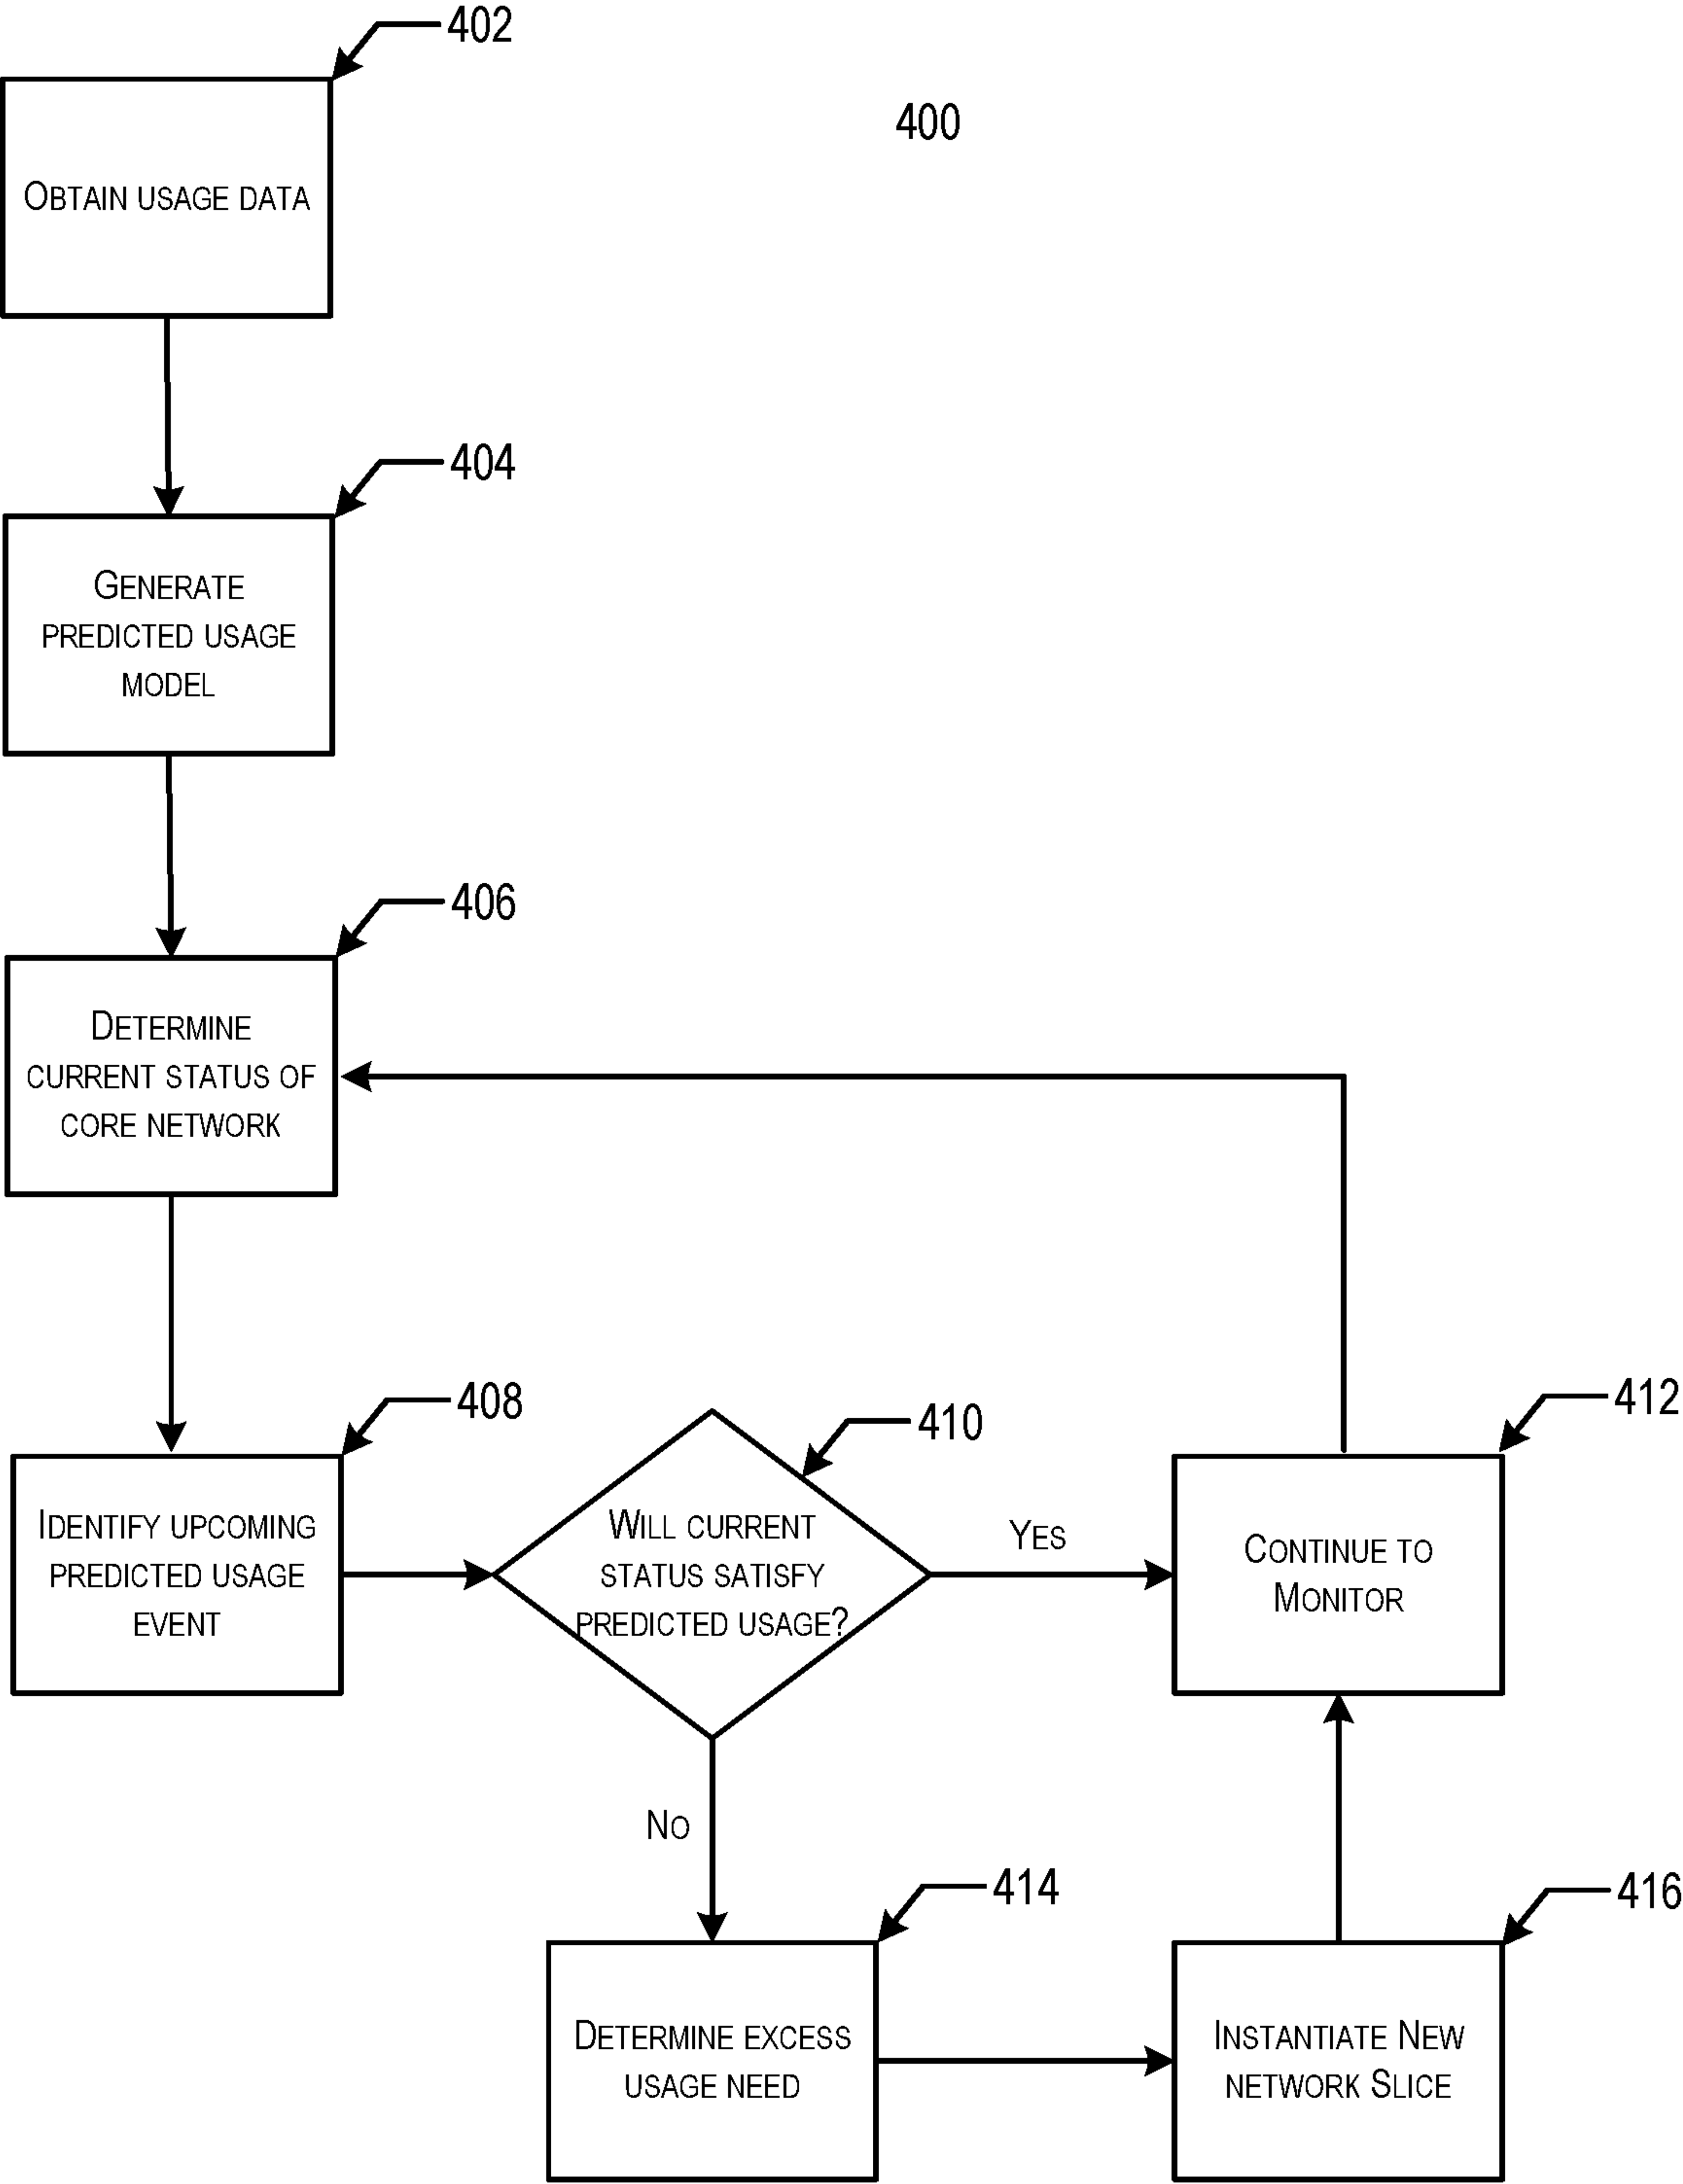 402
400
Obtain usage data
404
Generate
predicted usage
model
406
Determine
current status of
core network
408
Identify upcoming
predicted usage
event
410
Will current
status satisfy
predicted usage?
Yes
412
Continue to
Monitor
No
414
Determine excess
usage need
416
Instantiate New
network Slice